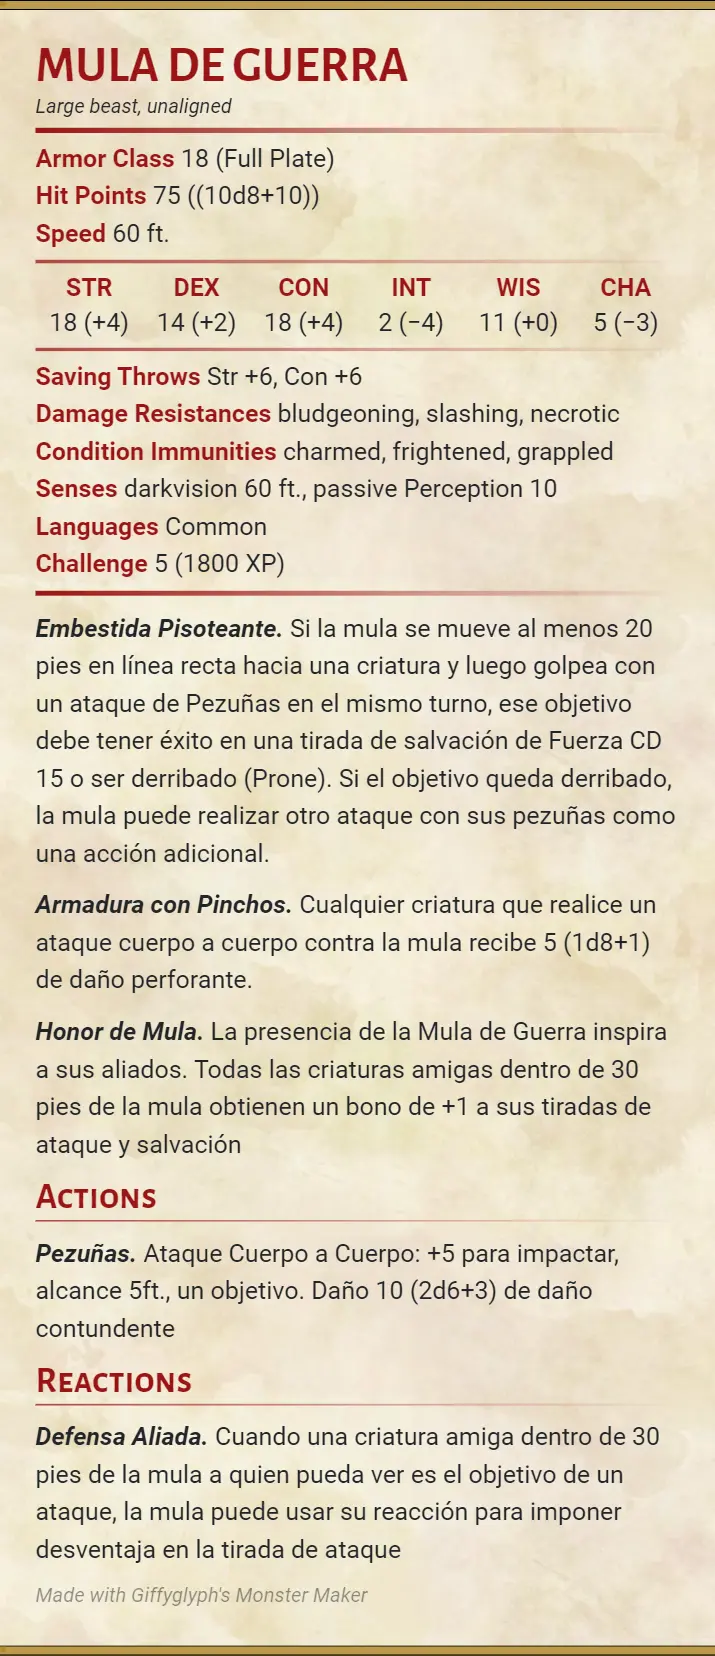 MULA DE GUERRA
Large beast, unaligned
Armor Class 18 (Full Plate)
Hit Points 75 ((10d8+10))
Speed 60 ft.
STR DEX CON INT WIS CHA
18 (+4) 14 (+2) 18 (+4) 2 (−4) 11 (+0) 5 (−3)
Saving Throws Str +6, Con +6
Damage Resistances bludgeoning, slashing, necrotic
Condition Immunities charmed, frightened, grappled
Senses darkvision 60 ft., passive Perception 10
Languages Common
Challenge 5 (1800 XP)
Embestida Pisoteante. Si la mula se mueve al menos 20
pies en línea recta hacia una criatura y luego golpea con
un ataque de Pezuñas en el mismo turno, ese objetivo
debe tener éxito en una tirada de salvación de Fuerza CD
15 o ser derribado (Prone). Si el objetivo queda derribado,
la mula puede realizar otro ataque con sus pezuñas como
una acción adicional.
Armadura con Pinchos. Cualquier criatura que realice un
ataque cuerpo a cuerpo contra la mula recibe 5 (1d8+1)
de daño perforante.
Honor de Mula. La presencia de la Mula de Guerra inspira
a sus aliados. Todas las criaturas amigas dentro de 30
pies de la mula obtienen un bono de +1 a sus tiradas de
ataque y salvación
Actions
Pezuñas. Ataque Cuerpo a Cuerpo: +5 para impactar,
alcance 5ft., un objetivo. Daño 10 (2d6+3) de daño
contundente
Reactions
Defensa Aliada. Cuando una criatura amiga dentro de 30
pies de la mula a quien pueda ver es el objetivo de un
ataque, la mula puede usar su reacción para imponer
desventaja en la tirada de ataque
Made with Giffyglyph's Monster Maker